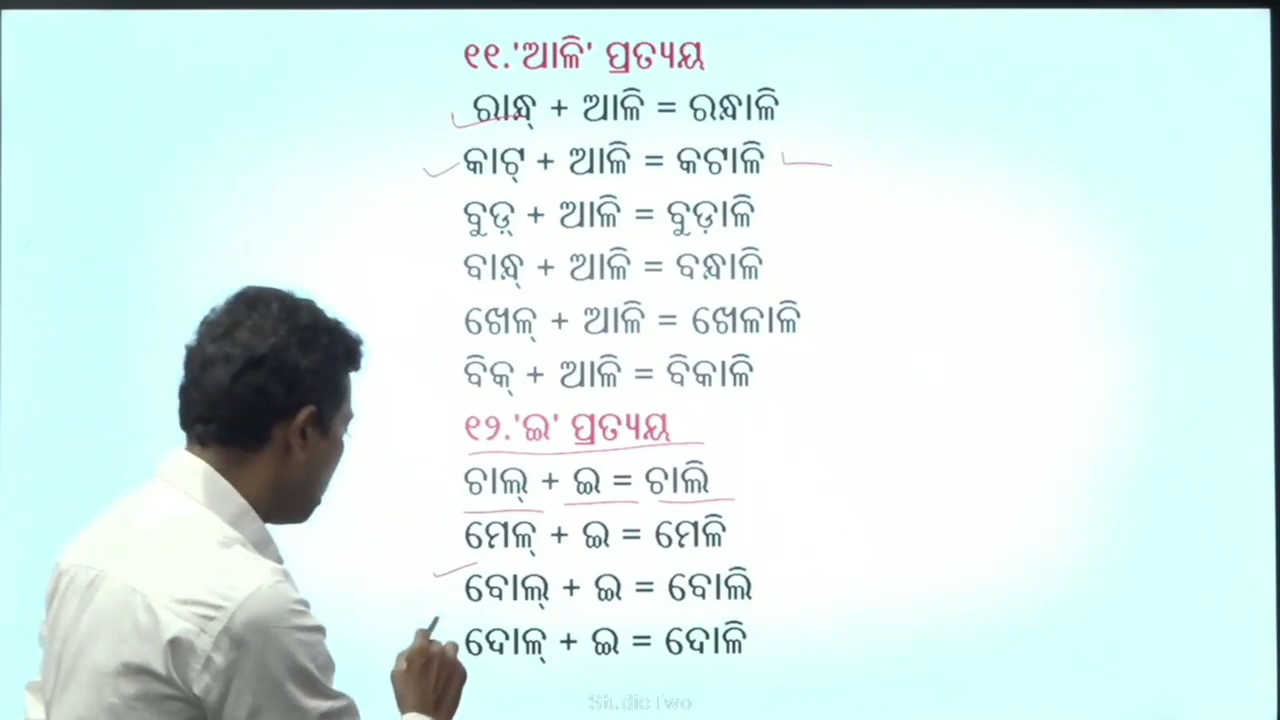 ୧୧.'ଆଳି' ପ୍ରତ୍ୟୟ
ରାନ୍ଧ୍ + ଆଳି = ରନ୍ଧାଳି
କାଟ୍ + ଆଳି = କଟାଳି
ବୁଡ଼୍ + ଆଳି = ବୁଡ଼ାଳି
ବାନ୍ଧ୍ + ଆଳି = ବନ୍ଧାଳି
ଖେଳ୍ + ଆଳି = ଖେଳାଳି
ବିକ୍ + ଆଳି = ବିକାଳି
୧୨.'ଇ' ପ୍ରତ୍ୟୟ
ଚାଲ୍ + ଇ = ଚାଲି
ମେଳ୍ + ଇ = ମେଳି
ବୋଲ୍ + ଇ = ବୋଲି
ଦୋଳ୍ + ଇ = ଦୋଳି